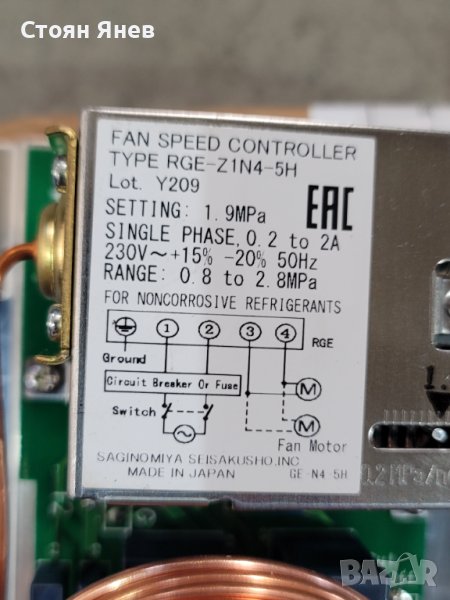 Стоян Янев
FAN SPEED CONTROLLER
TYPE RGE-Z1N4-5H
Lot. Y209
EAC
SETTING: 1.9MPa
SINGLE PHASE, 0.2 to 2A
230V~ +15% -20% 50Hz
RANGE: 0.8 to 2.8MPa
FOR NONCORROSIVE REFRIGERANTS
1 2 3 4
RGE
Ground
Circuit Breaker Or Fuse
M
Switch
M
Fan Motor
SAGINOMIYA SEISAKUSHO, INC
MADE IN JAPAN
GE-N4 5H
BAZAR